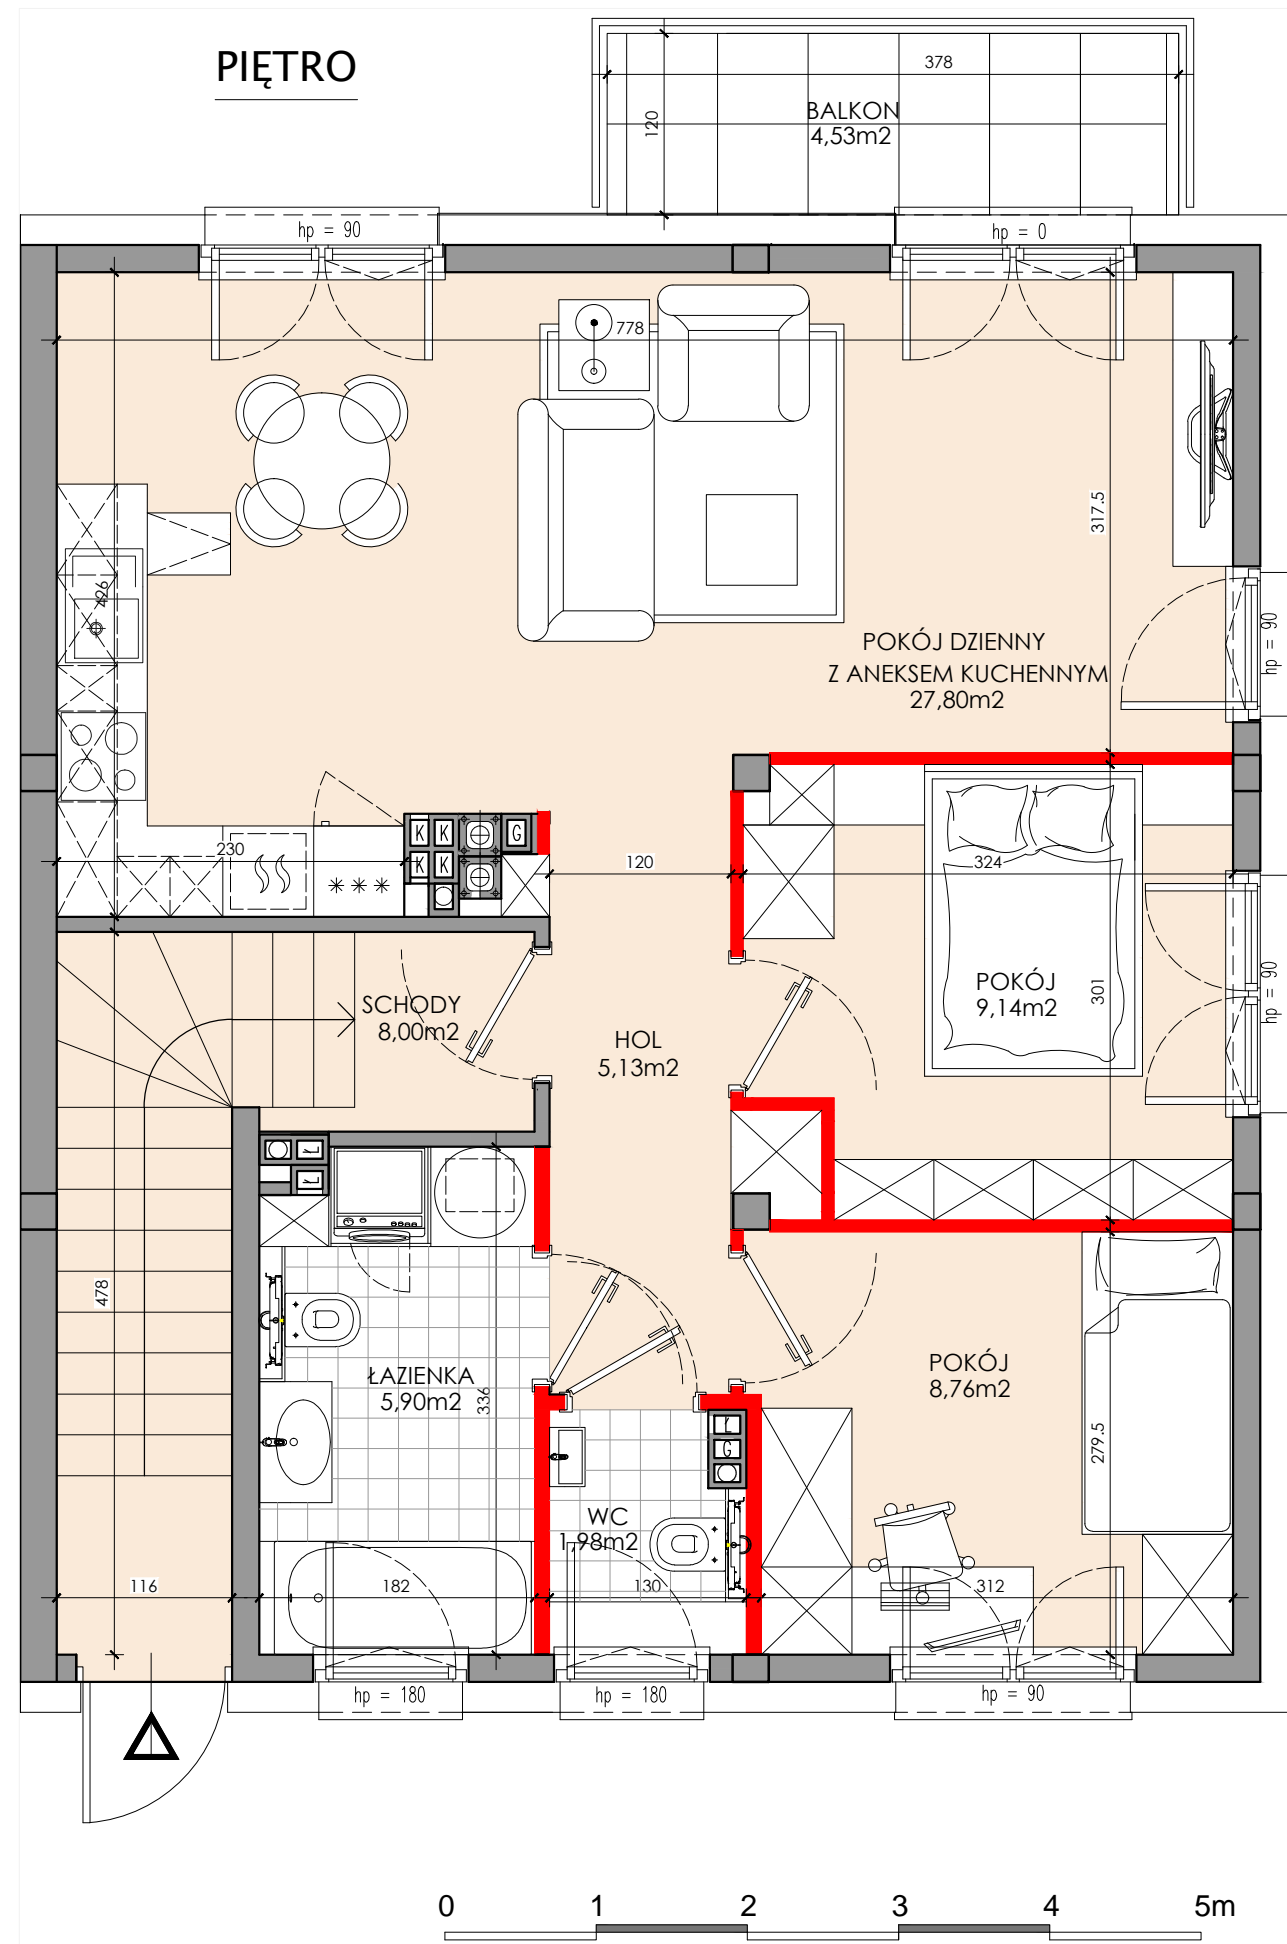 PIĘTRO
378
120
BALKON
4,53m2
hp = 90
hp = 0
778
426
317.5
POKÓJ DZIENNY
Z ANEKSEM KUCHENNYM
27,80m2
hp = 90
230
K K G
K K
120
324
POKÓJ
9,14m2
301
hp = 90
SCHODY
8,00m2
HOL
5,13m2
478
ŁAZIENKA
5,90m2
336
POKÓJ
8,76m2
279.5
G
WC
1,98m2
116
182
130
312
hp = 180
hp = 180
hp = 90
0 1 2 3 4 5m